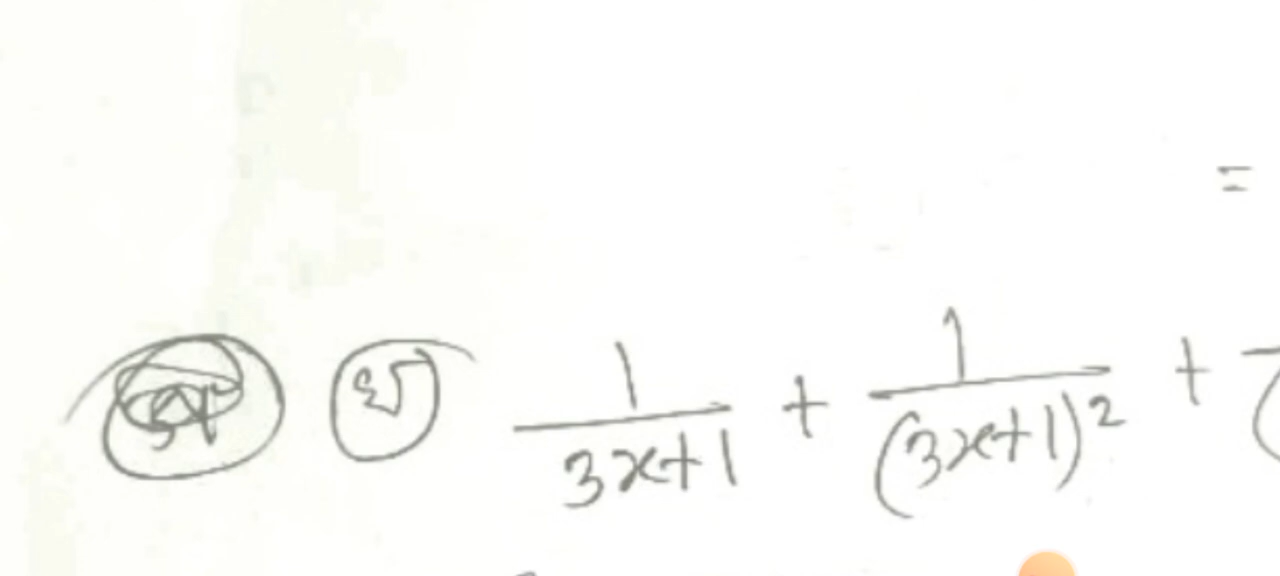 =
ঘ 1/(3x+1) + 1/(3x+1)² +